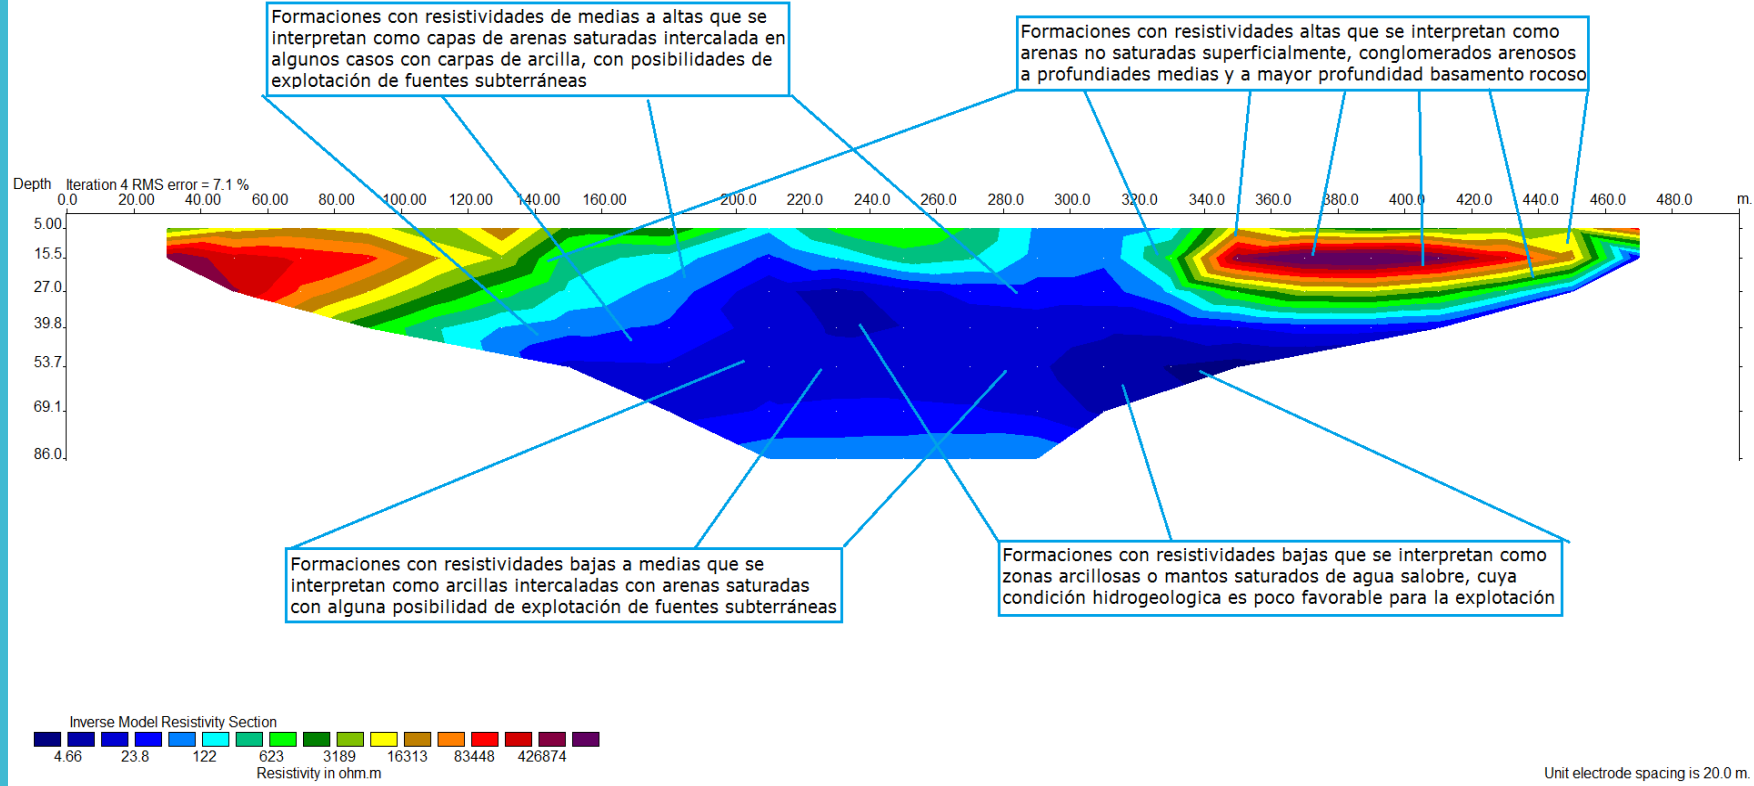 Formaciones con resistividades de medias a altas que se
interpretan como capas de arenas saturadas intercalada en
algunos casos con carpas de arcilla, con posibilidades de
explotación de fuentes subterráneas
Formaciones con resistividades altas que se interpretan como
arenas no saturadas superficialmente, conglomerados arenosos
a profundiades medias y a mayor profundidad basamento rocoso
Depth Iteration 4 RMS error = 7.1 %
0.0 20.00 40.00 60.00 80.00 100.00 120.00 140.00 160.00 200.0 220.0 240.0 260.0 280.0 300.0 320.0 340.0 360.0 380.0 400.0 420.0 440.0 460.0 480.0 m.
5.00
15.5
27.0
39.8
53.7
69.1
86.0
Formaciones con resistividades bajas a medias que se
interpretan como arcillas intercaladas con arenas saturadas
con alguna posibilidad de explotación de fuentes subterráneas
Formaciones con resistividades bajas que se interpretan como
zonas arcillosas o mantos saturados de agua salobre, cuya
condición hidrogeologica es poco favorable para la explotación
Inverse Model Resistivity Section
4.66 23.8 122 623 3189 16313 83448 426874
Resistivity in ohm.m
Unit electrode spacing is 20.0 m.